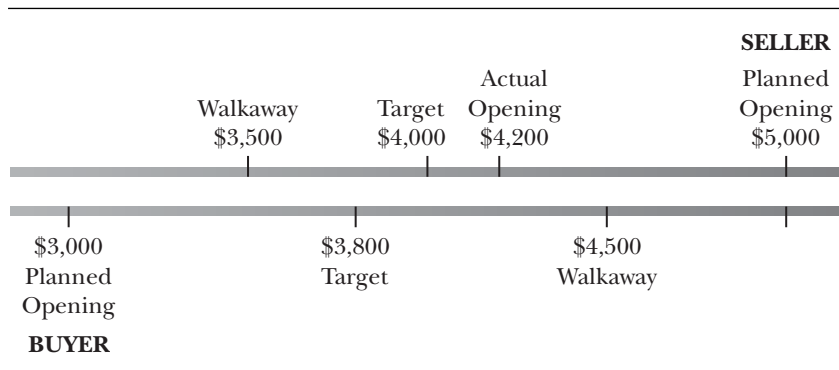 SELLER
Actual Planned
Walkaway Target Opening Opening
$3,500 $4,000 $4,200 $5,000
$3,000 $3,800 $4,500
Planned Target Walkaway
Opening
BUYER